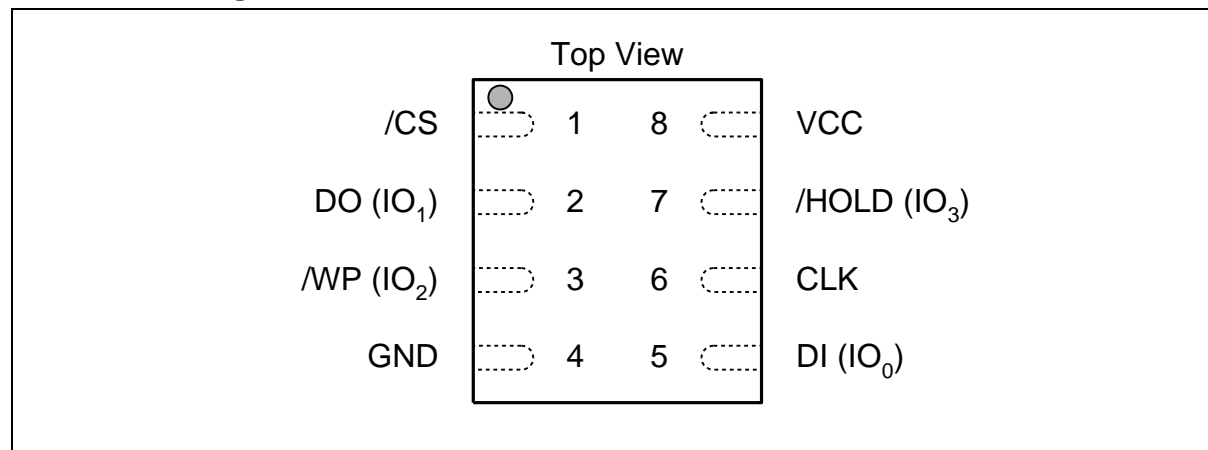 Top View
/CS 1 8 VCC
DO (IO₁) 2 7 /HOLD (IO₃)
/WP (IO₂) 3 6 CLK
GND 4 5 DI (IO₀)